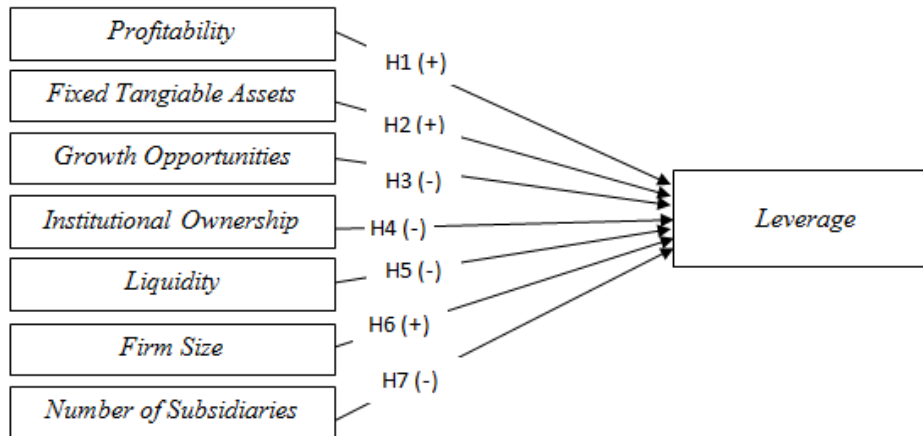 Profitability
H1 (+)
Fixed Tangiable Assets
H2 (+)
Growth Opportunities
H3 (-)
Institutional Ownership
H4 (-)
Leverage
Liquidity
H5 (-)
Firm Size
H6 (+)
Number of Subsidiaries
H7 (-)